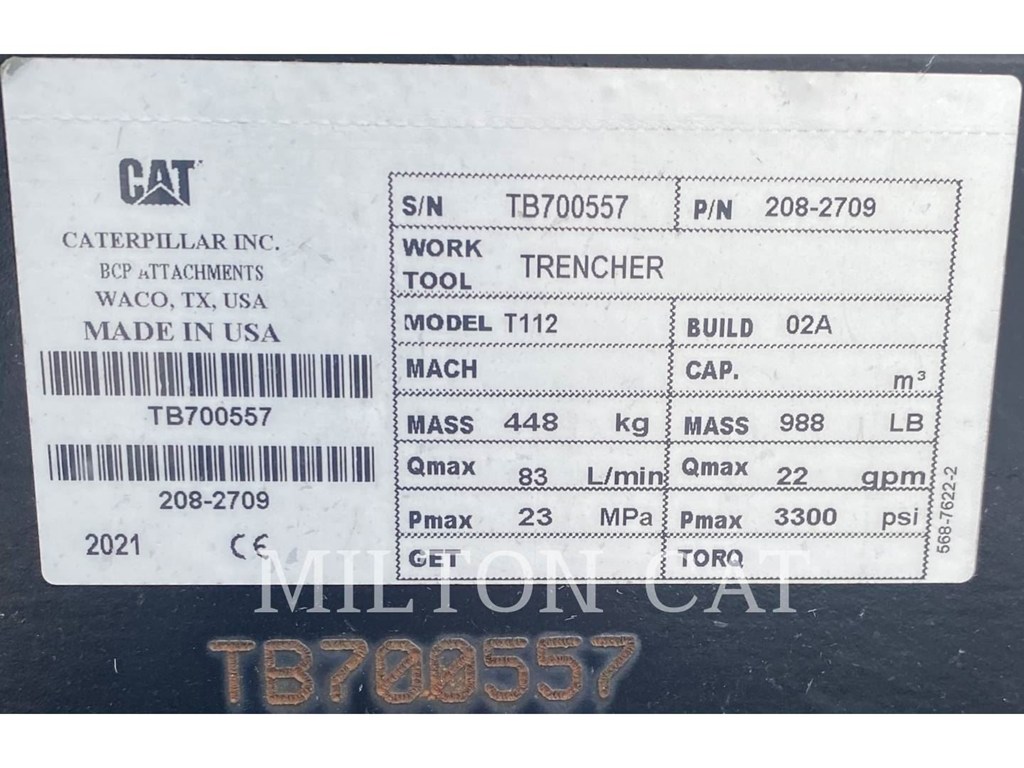 CAT
CATERPILLAR INC.
BCP ATTACHMENTS
WACO, TX, USA
MADE IN USA
TB700557
208-2709
2021 CE
S/N TB700557 P/N 208-2709
WORK TOOL TRENCHER
MODEL T112 BUILD 02A
MACH CAP. m³
MASS 448 kg MASS 988 LB
Qmax 83 L/min Qmax 22 gpm
Pmax 23 MPa Pmax 3300 psi
GET TORQ
568-7622-2
MILTON CAT
TB700557